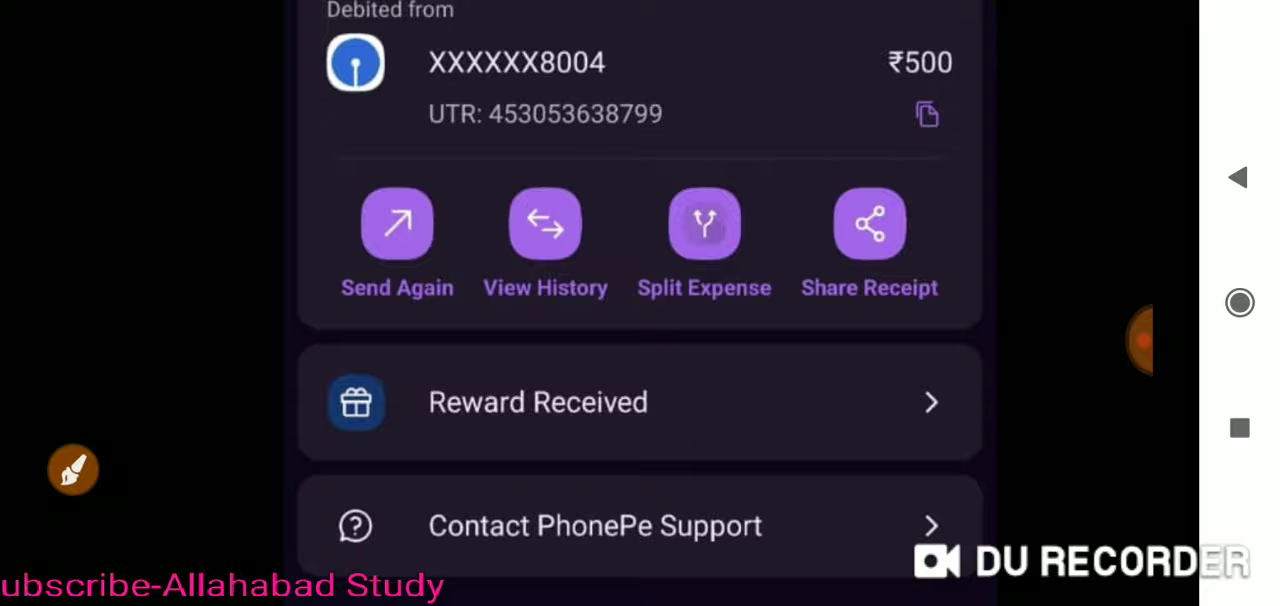 Debited from
XXXXXX8004 ₹500
UTR: 453053638799
Send Again View History Split Expense Share Receipt
Reward Received
Contact PhonePe Support
DU RECORDER
ubscribe-Allahabad Study